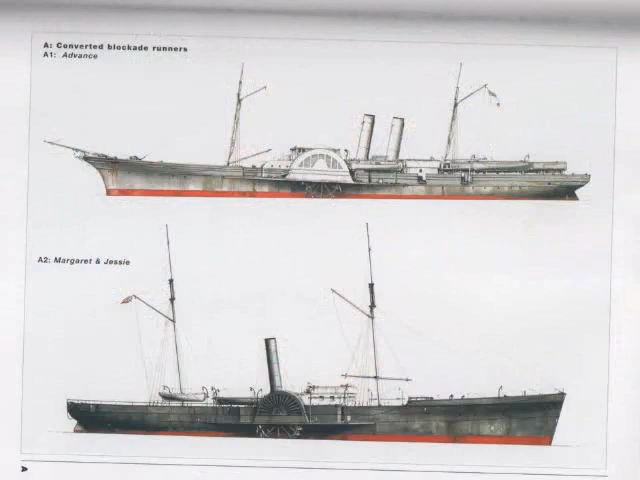 A: Converted blockade runners
A1: Advance
A2: Margaret & Jessie
A